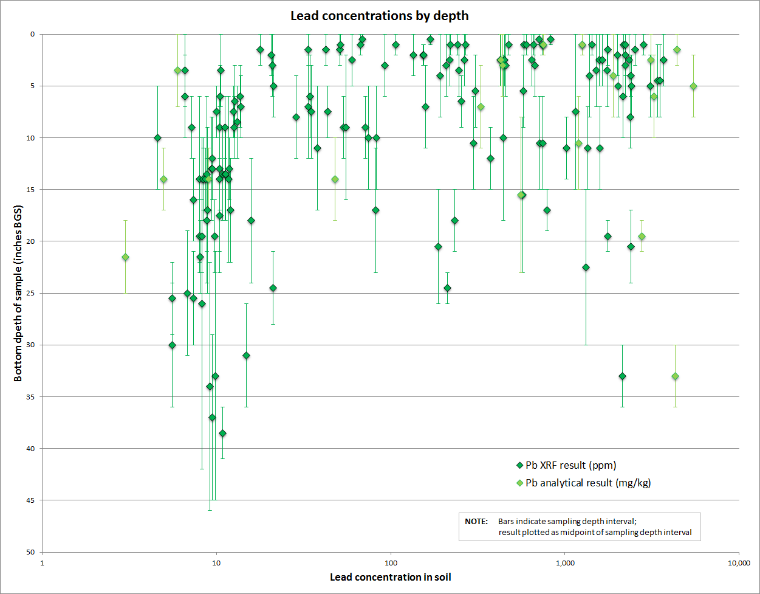 Lead concentrations by depth
0
5
10
15
20
25
30
35
40
45
50
Bottom dpeth of sample (inches BGS)
Pb XRF result (ppm)
Pb analytical result (mg/kg)
NOTE: Bars indicate sampling depth interval;
result plotted as midpoint of sampling depth interval
1 10 100 1,000 10,000
Lead concentration in soil